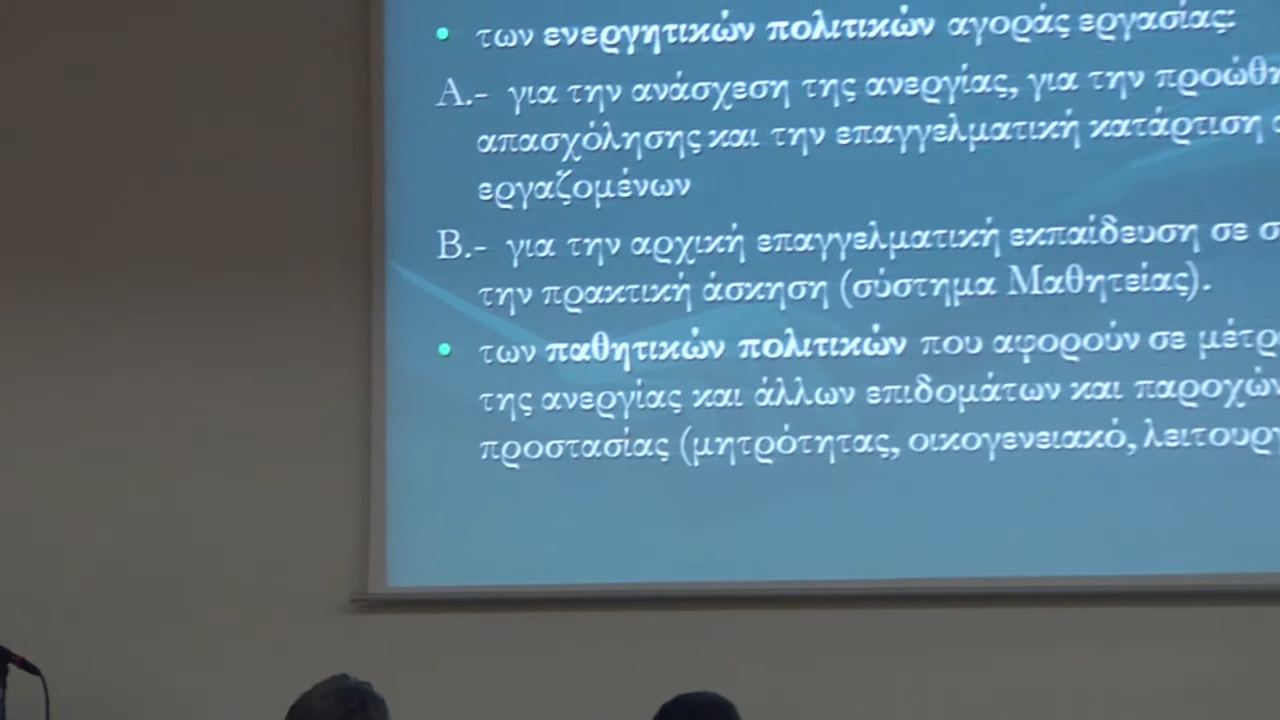 • των ενεργητικών πολιτικών αγοράς εργασίας:
Α.- για την ανάσχεση της ανεργίας, για την
απασχόλησης και την επαγγελματική κατάρτιση
εργαζομένων
Β.- για την αρχική επαγγελματική εκπαίδευση σε
την πρακτική άσκηση (σύστημα Μαθητείας).
• των παθητικών πολιτικών που αφορούν σε
της ανεργίας και άλλων επιδομάτων και παροχών
προστασίας (μητρότητας, οικογενειακό,